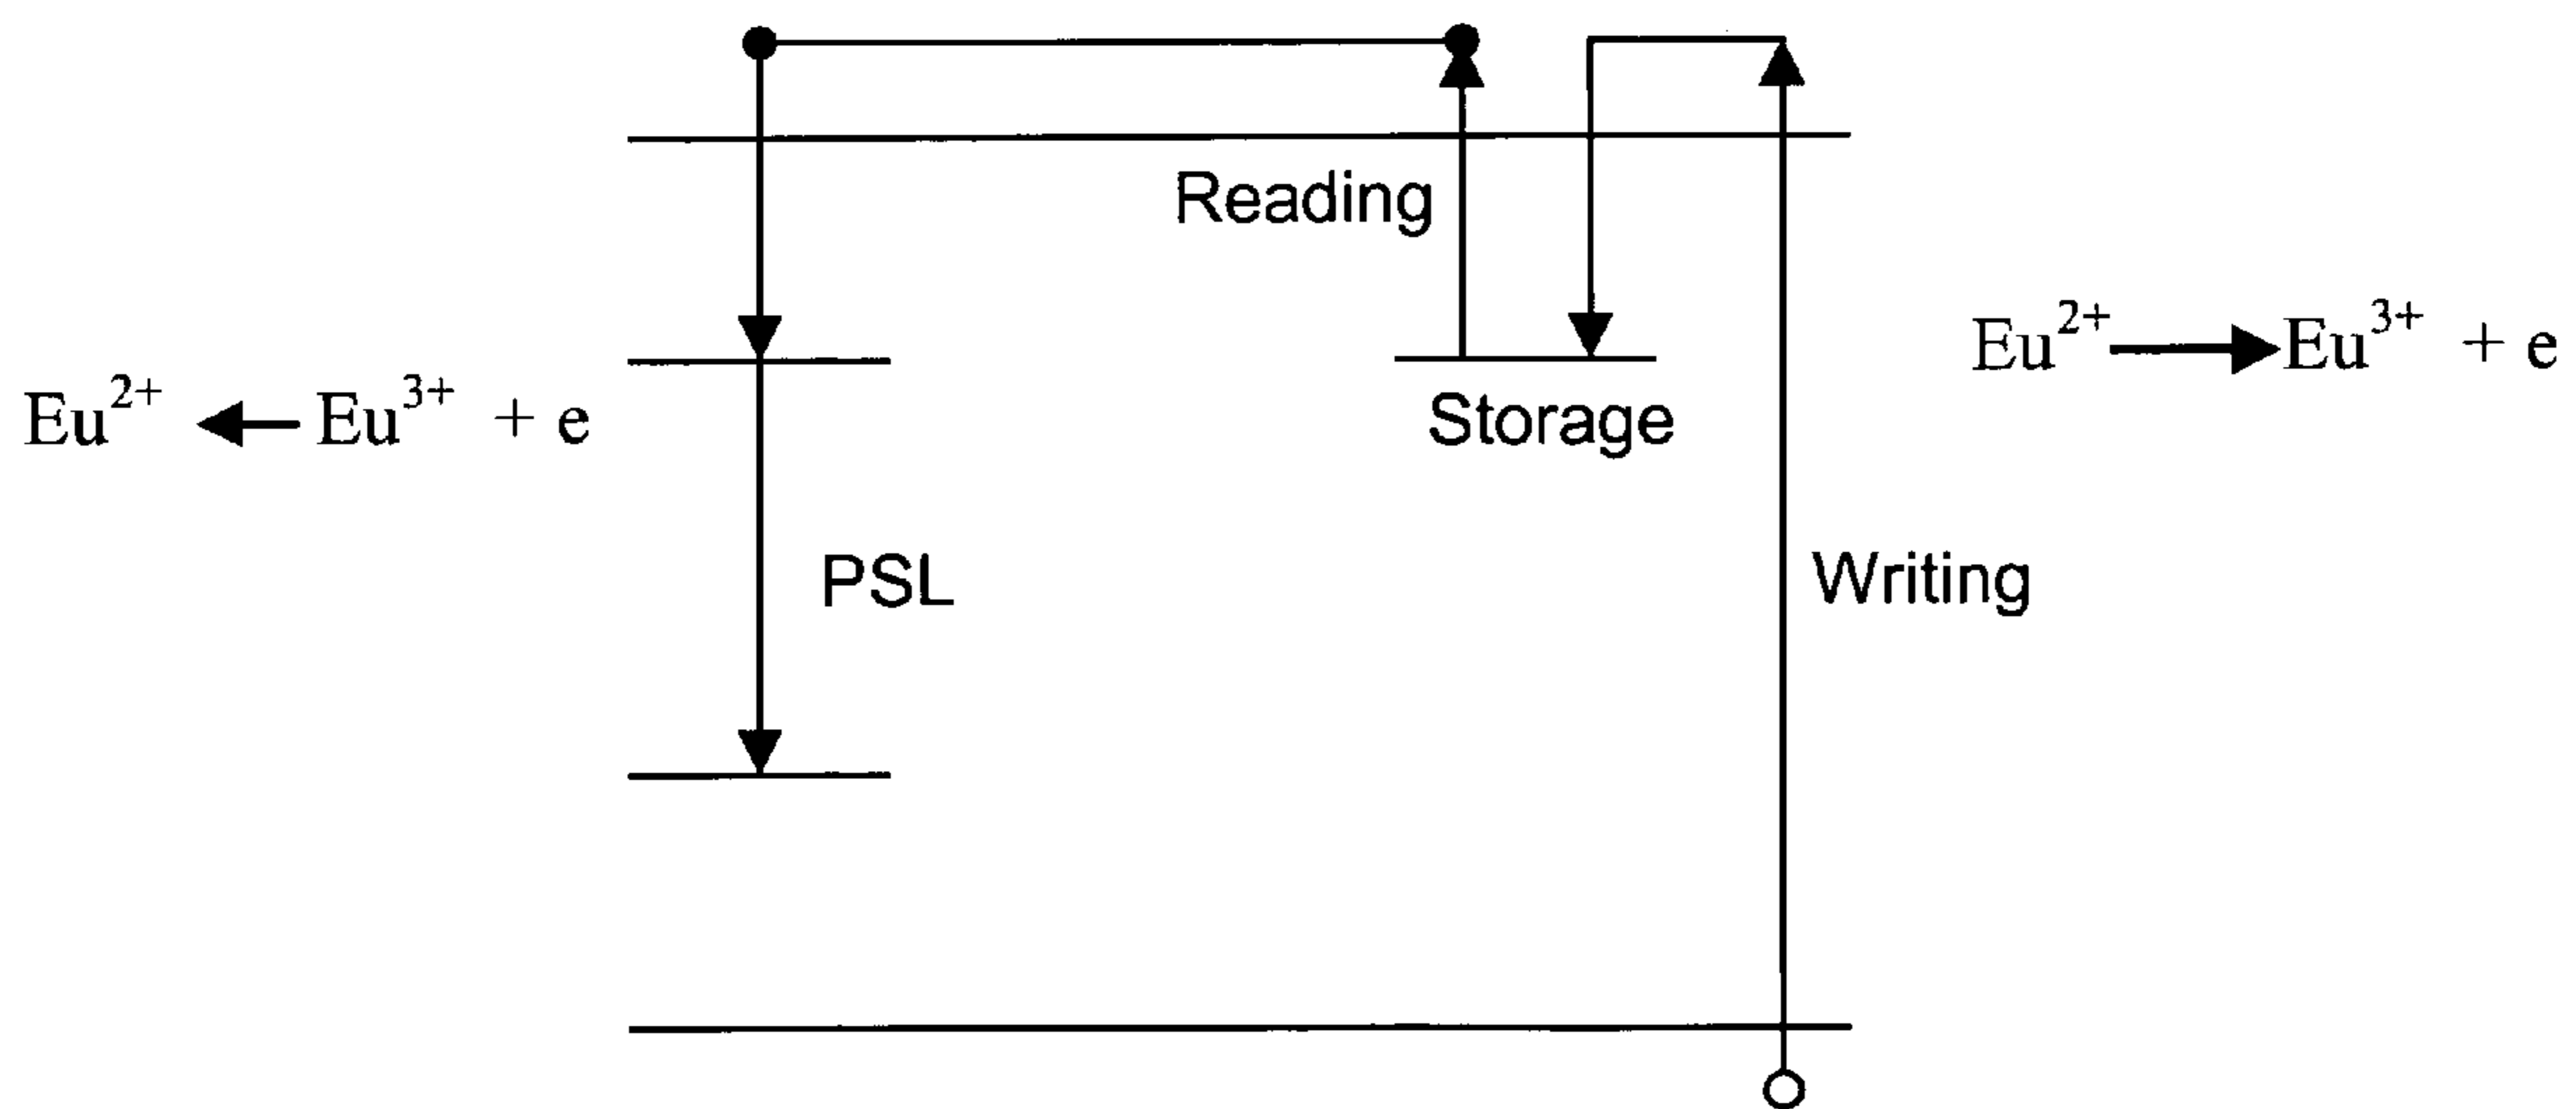 Reading
Eu²⁺ → Eu³⁺ + e
Eu²⁺ ← Eu³⁺ + e
Storage
PSL
Writing